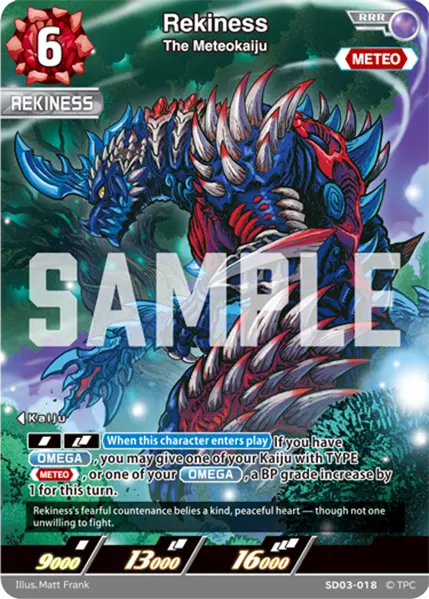 Rekiness
The Meteokaiju
6
RRR
METEO
REKINESS
SAMPLE
Kaiju
When this character enters play If you have
OMEGA , you may give one of your Kaiju with TYPE
METEO , or one of your OMEGA , a BP grade increase by
1 for this turn.
Rekiness's fearful countenance belies a kind, peaceful heart — though not one
unwilling to fight.
9000 13000 16000
Illus. Matt Frank SD03-018 © TPC